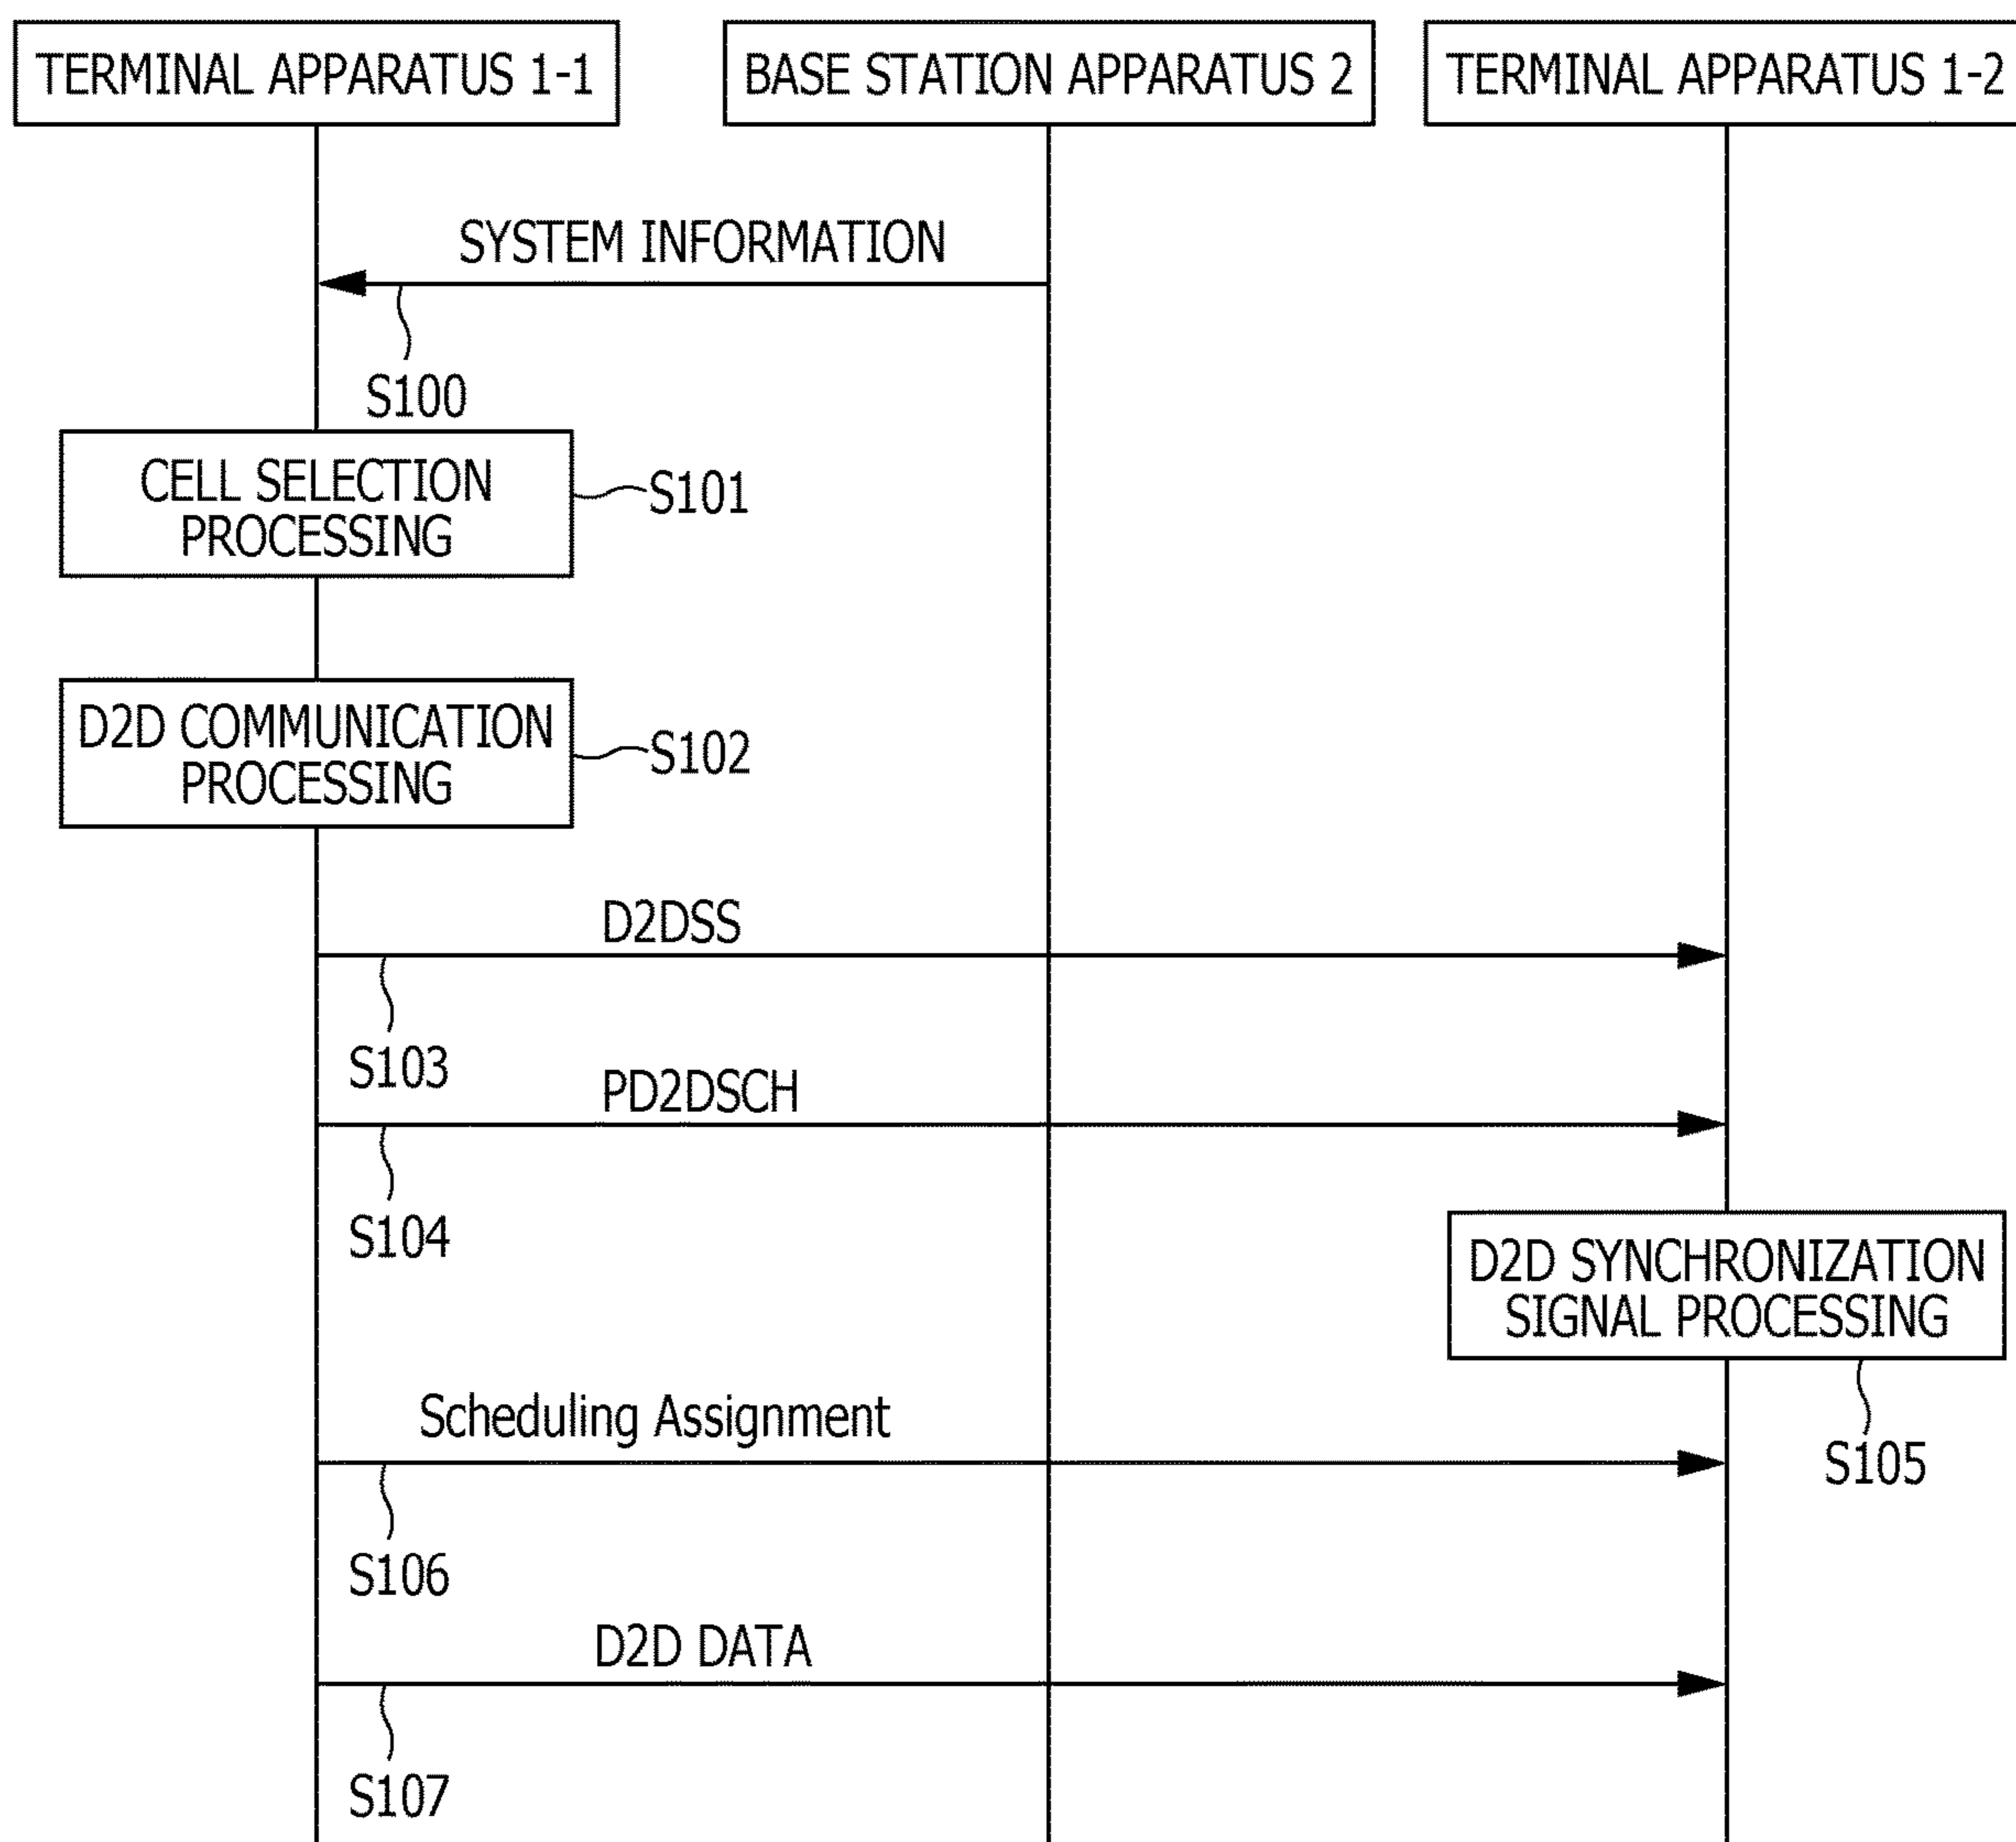 TERMINAL APPARATUS 1-1
BASE STATION APPARATUS 2
TERMINAL APPARATUS 1-2
SYSTEM INFORMATION
S100
CELL SELECTION
PROCESSING
S101
D2D COMMUNICATION
PROCESSING
S102
D2DSS
S103
PD2DSCH
S104
D2D SYNCHRONIZATION
SIGNAL PROCESSING
S105
Scheduling Assignment
S106
D2D DATA
S107